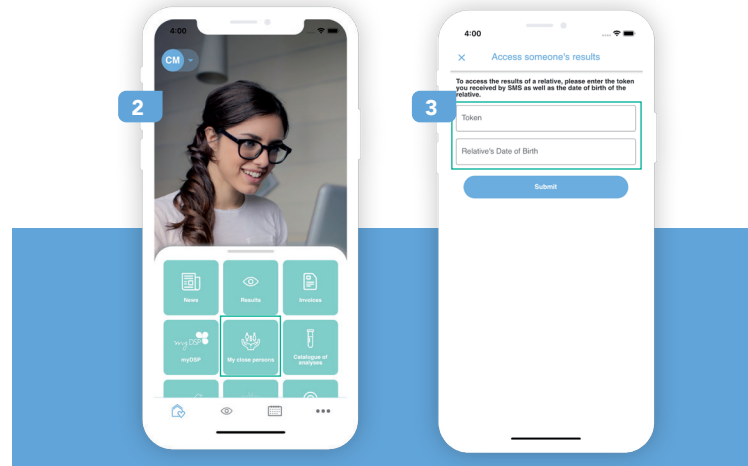 4:00
CM
2
News
Results
Invoices
my DSP
myDSP
My close persons
Catalogue of
analyses
4:00
Access someone's results
To access the results of a relative, please enter the token
you received by SMS as well as the date of birth of the
relative.
3
Token
Relative's Date of Birth
Submit